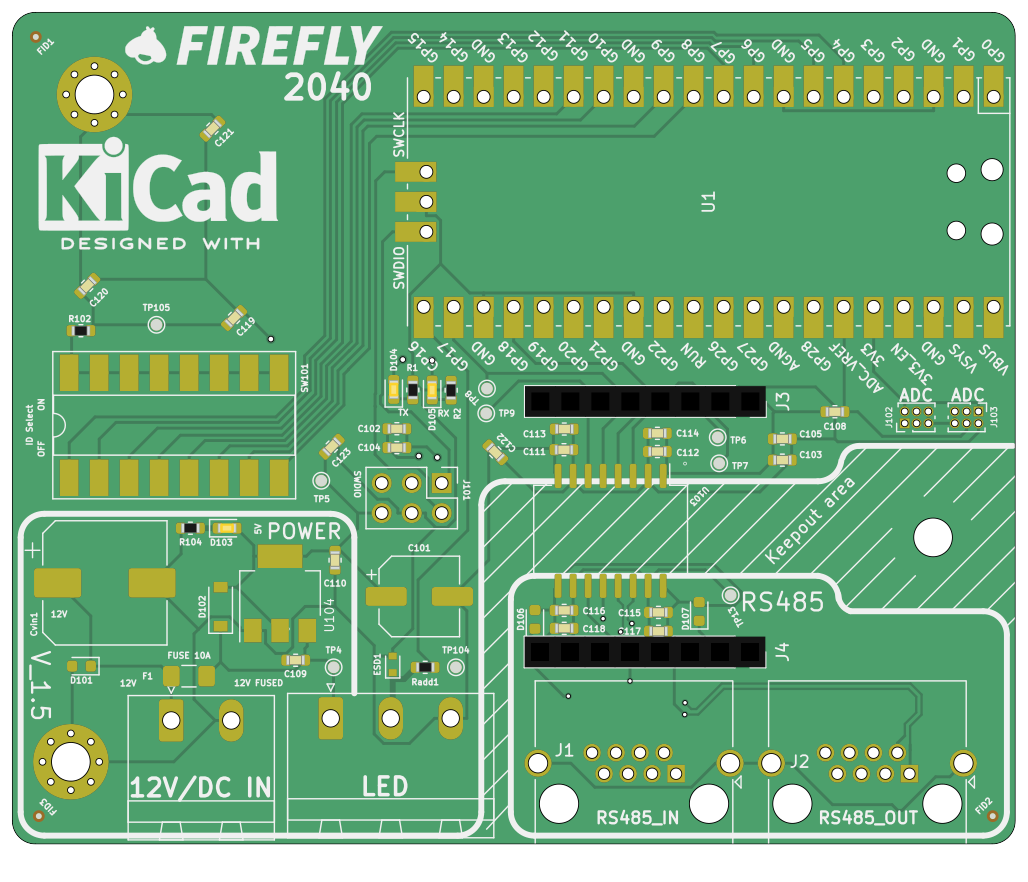 FID1
FIREFLY
2040
GP15
GP14
GND
GP13
GP12
GP11
GP10
GND
GP9
GP8
GP7
GP6
GND
GP5
GP4
GP3
GP2
GND
GP1
GP0
C121
SWCLK
KiCad
DESIGNED WITH
U1
SWDIO
C120
R102
TP105
C119
16
GP17
GND
GP18
GP19
GP20
GP21
GND
GP22
RUN
GP26
GP27
AGND
GP28
ADC_VREF
3V3
3V3_EN
GND
VSYS
VBUS
SW101
ID Select
ON
OFF
D104
R1
D105
R2
TX
RX
TP8
TP9
J3
ADC
ADC
J102
J103
C108
C102
C104
C123
C122
C113
C111
C114
C112
TP6
TP7
C105
C103
TP5
SWDIO
J101
U103
Keepout area
POWER
5V
R104
D103
C101
C110
CVin1
12V
D102
U104
D106
C116
C118
C115
C117
D107
TP13
RS485
V_1.5
D101
FUSE 10A
12V
F1
12V FUSED
C109
TP4
ESD1
Radd1
TP104
J4
J1
J2
12V/DC IN
LED
RS485_IN
RS485_OUT
FID3
FID2